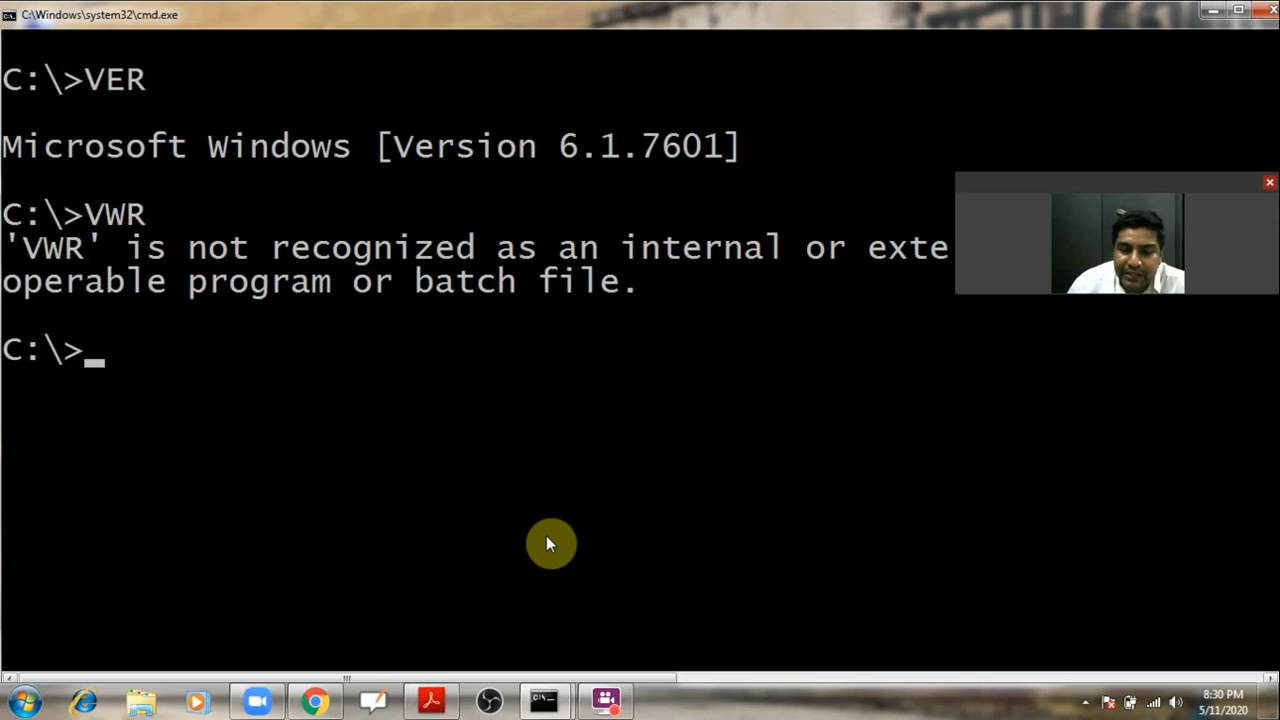 C:\Windows\system32\cmd.exe
C:\>VER
Microsoft Windows [Version 6.1.7601]
C:\>VWR
'VWR' is not recognized as an internal or exte
operable program or batch file.
C:\>
8:30 PM
5/11/2020